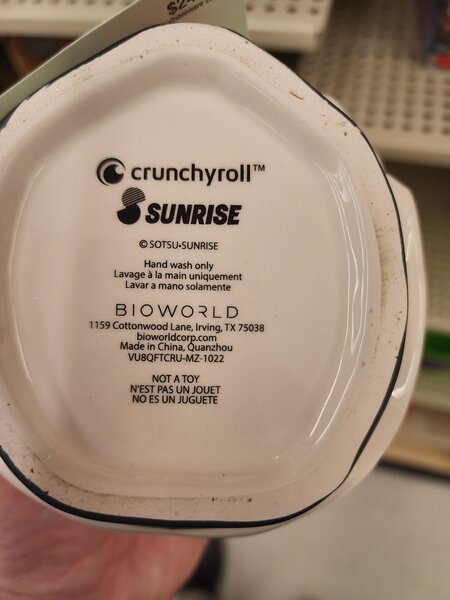 crunchyroll™
SUNRISE
© SOTSU•SUNRISE
Hand wash only
Lavage à la main uniquement
Lavar a mano solamente
BIOWORLD
1159 Cottonwood Lane, Irving, TX 75038
bioworldcorp.com
Made in China, Quanzhou
VU8QFTCRU-MZ-1022
NOT A TOY
N'EST PAS UN JOUET
NO ES UN JUGUETE